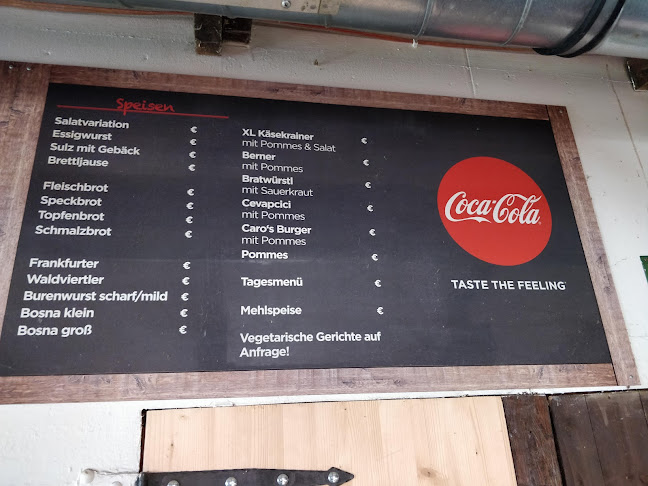 Speisen
Salatvariation €
Essigwurst €
Sulz mit Gebäck €
Brettljause €
Fleischbrot €
Speckbrot €
Topfenbrot €
Schmalzbrot €
Frankfurter €
Waldviertler €
Burenwurst scharf/mild €
Bosna klein €
Bosna groß €
XL Käsekrainer €
mit Pommes & Salat
Berner €
mit Pommes
Bratwürstl €
mit Sauerkraut
Cevapcici €
mit Pommes
Caro's Burger €
mit Pommes
Pommes €
Tagesmenü €
Mehlspeise €
Vegetarische Gerichte auf
Anfrage!
Coca-Cola
TASTE THE FEELING